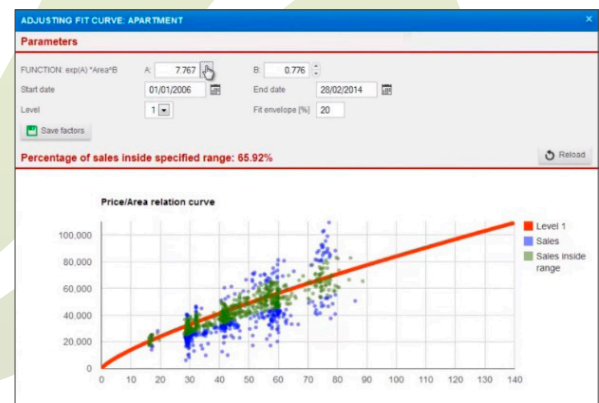 ADJUSTING FIT CURVE: APARTMENT ×
Parameters
FUNCTION: exp(A) *Area^B A: 7.767 B: 0.776
Start date 01/01/2006 End date 28/02/2014
Level 1 Fit envelope [%] 20
Save factors
Percentage of sales inside specified range: 65.92% Reload
Price/Area relation curve
100.000
80.000
60.000
40.000
20.000
0
0 10 20 30 40 50 60 70 80 90 100 110 120 130 140
Level 1
Sales
Sales inside
range